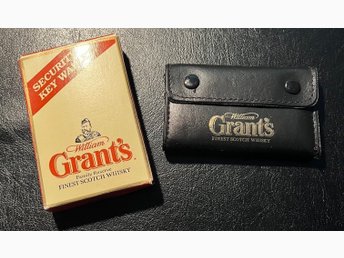 SECURITY
KEY WALLET
William
Grant's
Family Reserve
FINEST SCOTCH WHISKY
William
Grant's
FINEST SCOTCH WHISKY